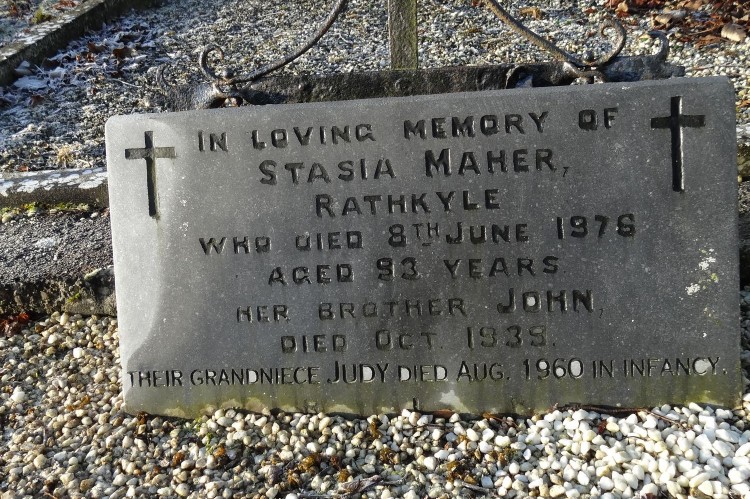 IN LOVING MEMORY OF
STASIA MAHER,
RATHKYLE
WHO DIED 8TH JUNE 1976
AGED 93 YEARS
HER BROTHER JOHN,
DIED OCT. 1939.
THEIR GRANDNIECE JUDY DIED AUG. 1960 IN INFANCY.